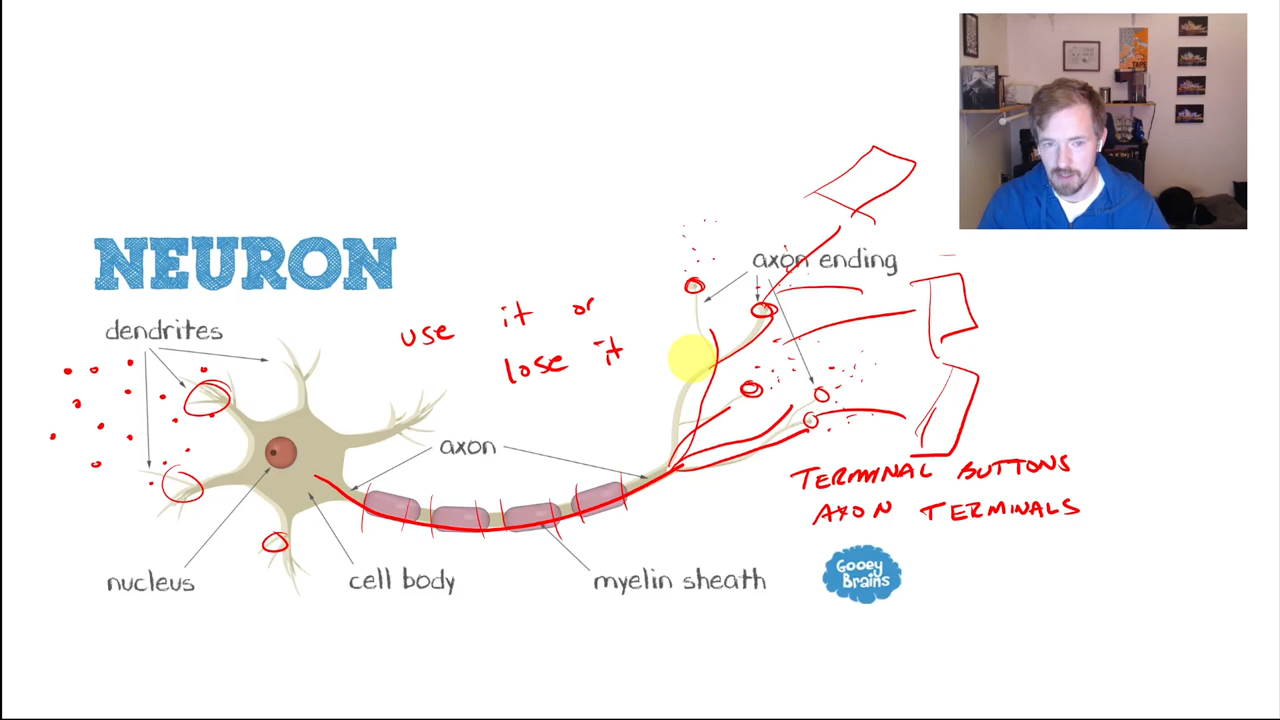 NEURON
dendrites
use it or
lose it
axon ending
axon
TERMINAL BUTTONS
AXON TERMINALS
nucleus
cell body
myelin sheath
Gooey
Brains